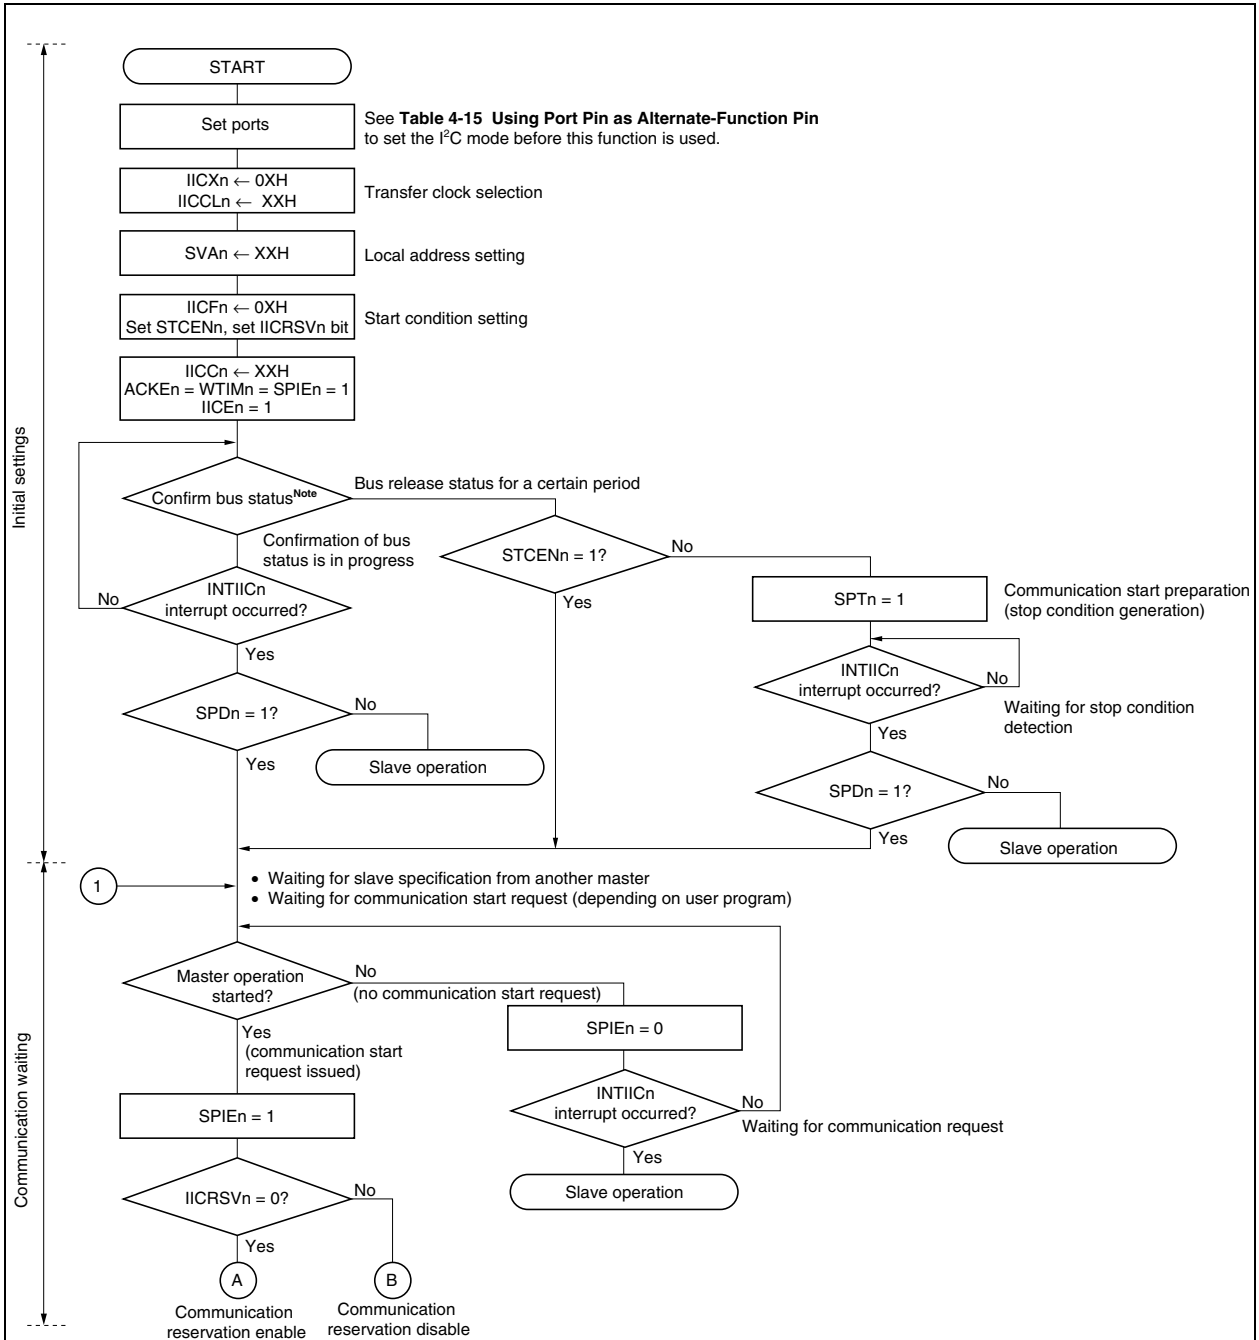 START
Set ports
See Table 4-15 Using Port Pin as Alternate-Function Pin
to set the I²C mode before this function is used.
IICXn ← 0XH
IICCLn ← XXH
Transfer clock selection
SVAn ← XXH
Local address setting
IICFn ← 0XH
Set STCENn, set IICRSVn bit
Start condition setting
IICCn ← XXH
ACKEn = WTIMn = SPIEn = 1
IICEn = 1
Initial settings
Confirm bus statusNote
Bus release status for a certain period
Confirmation of bus
status is in progress
STCENn = 1?
No
Yes
INTIICn
interrupt occurred?
No
Yes
SPTn = 1
Communication start preparation
(stop condition generation)
INTIICn
interrupt occurred?
No
Waiting for stop condition
detection
Yes
SPDn = 1?
No
Yes
Slave operation
SPDn = 1?
No
Yes
Slave operation
1
• Waiting for slave specification from another master
• Waiting for communication start request (depending on user program)
Communication waiting
Master operation
started?
No
(no communication start request)
Yes
(communication start
request issued)
SPIEn = 0
INTIICn
interrupt occurred?
No
Waiting for communication request
Yes
Slave operation
SPIEn = 1
IICRSVn = 0?
No
Yes
A
B
Communication
reservation enable
Communication
reservation disable